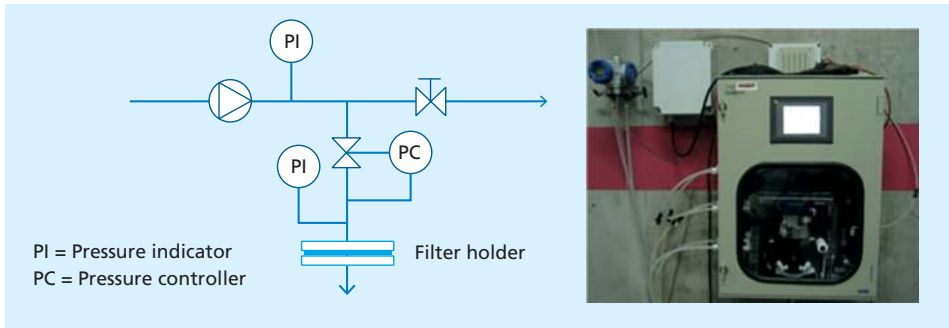 PI
PI
PC
PI = Pressure indicator
PC = Pressure controller
Filter holder